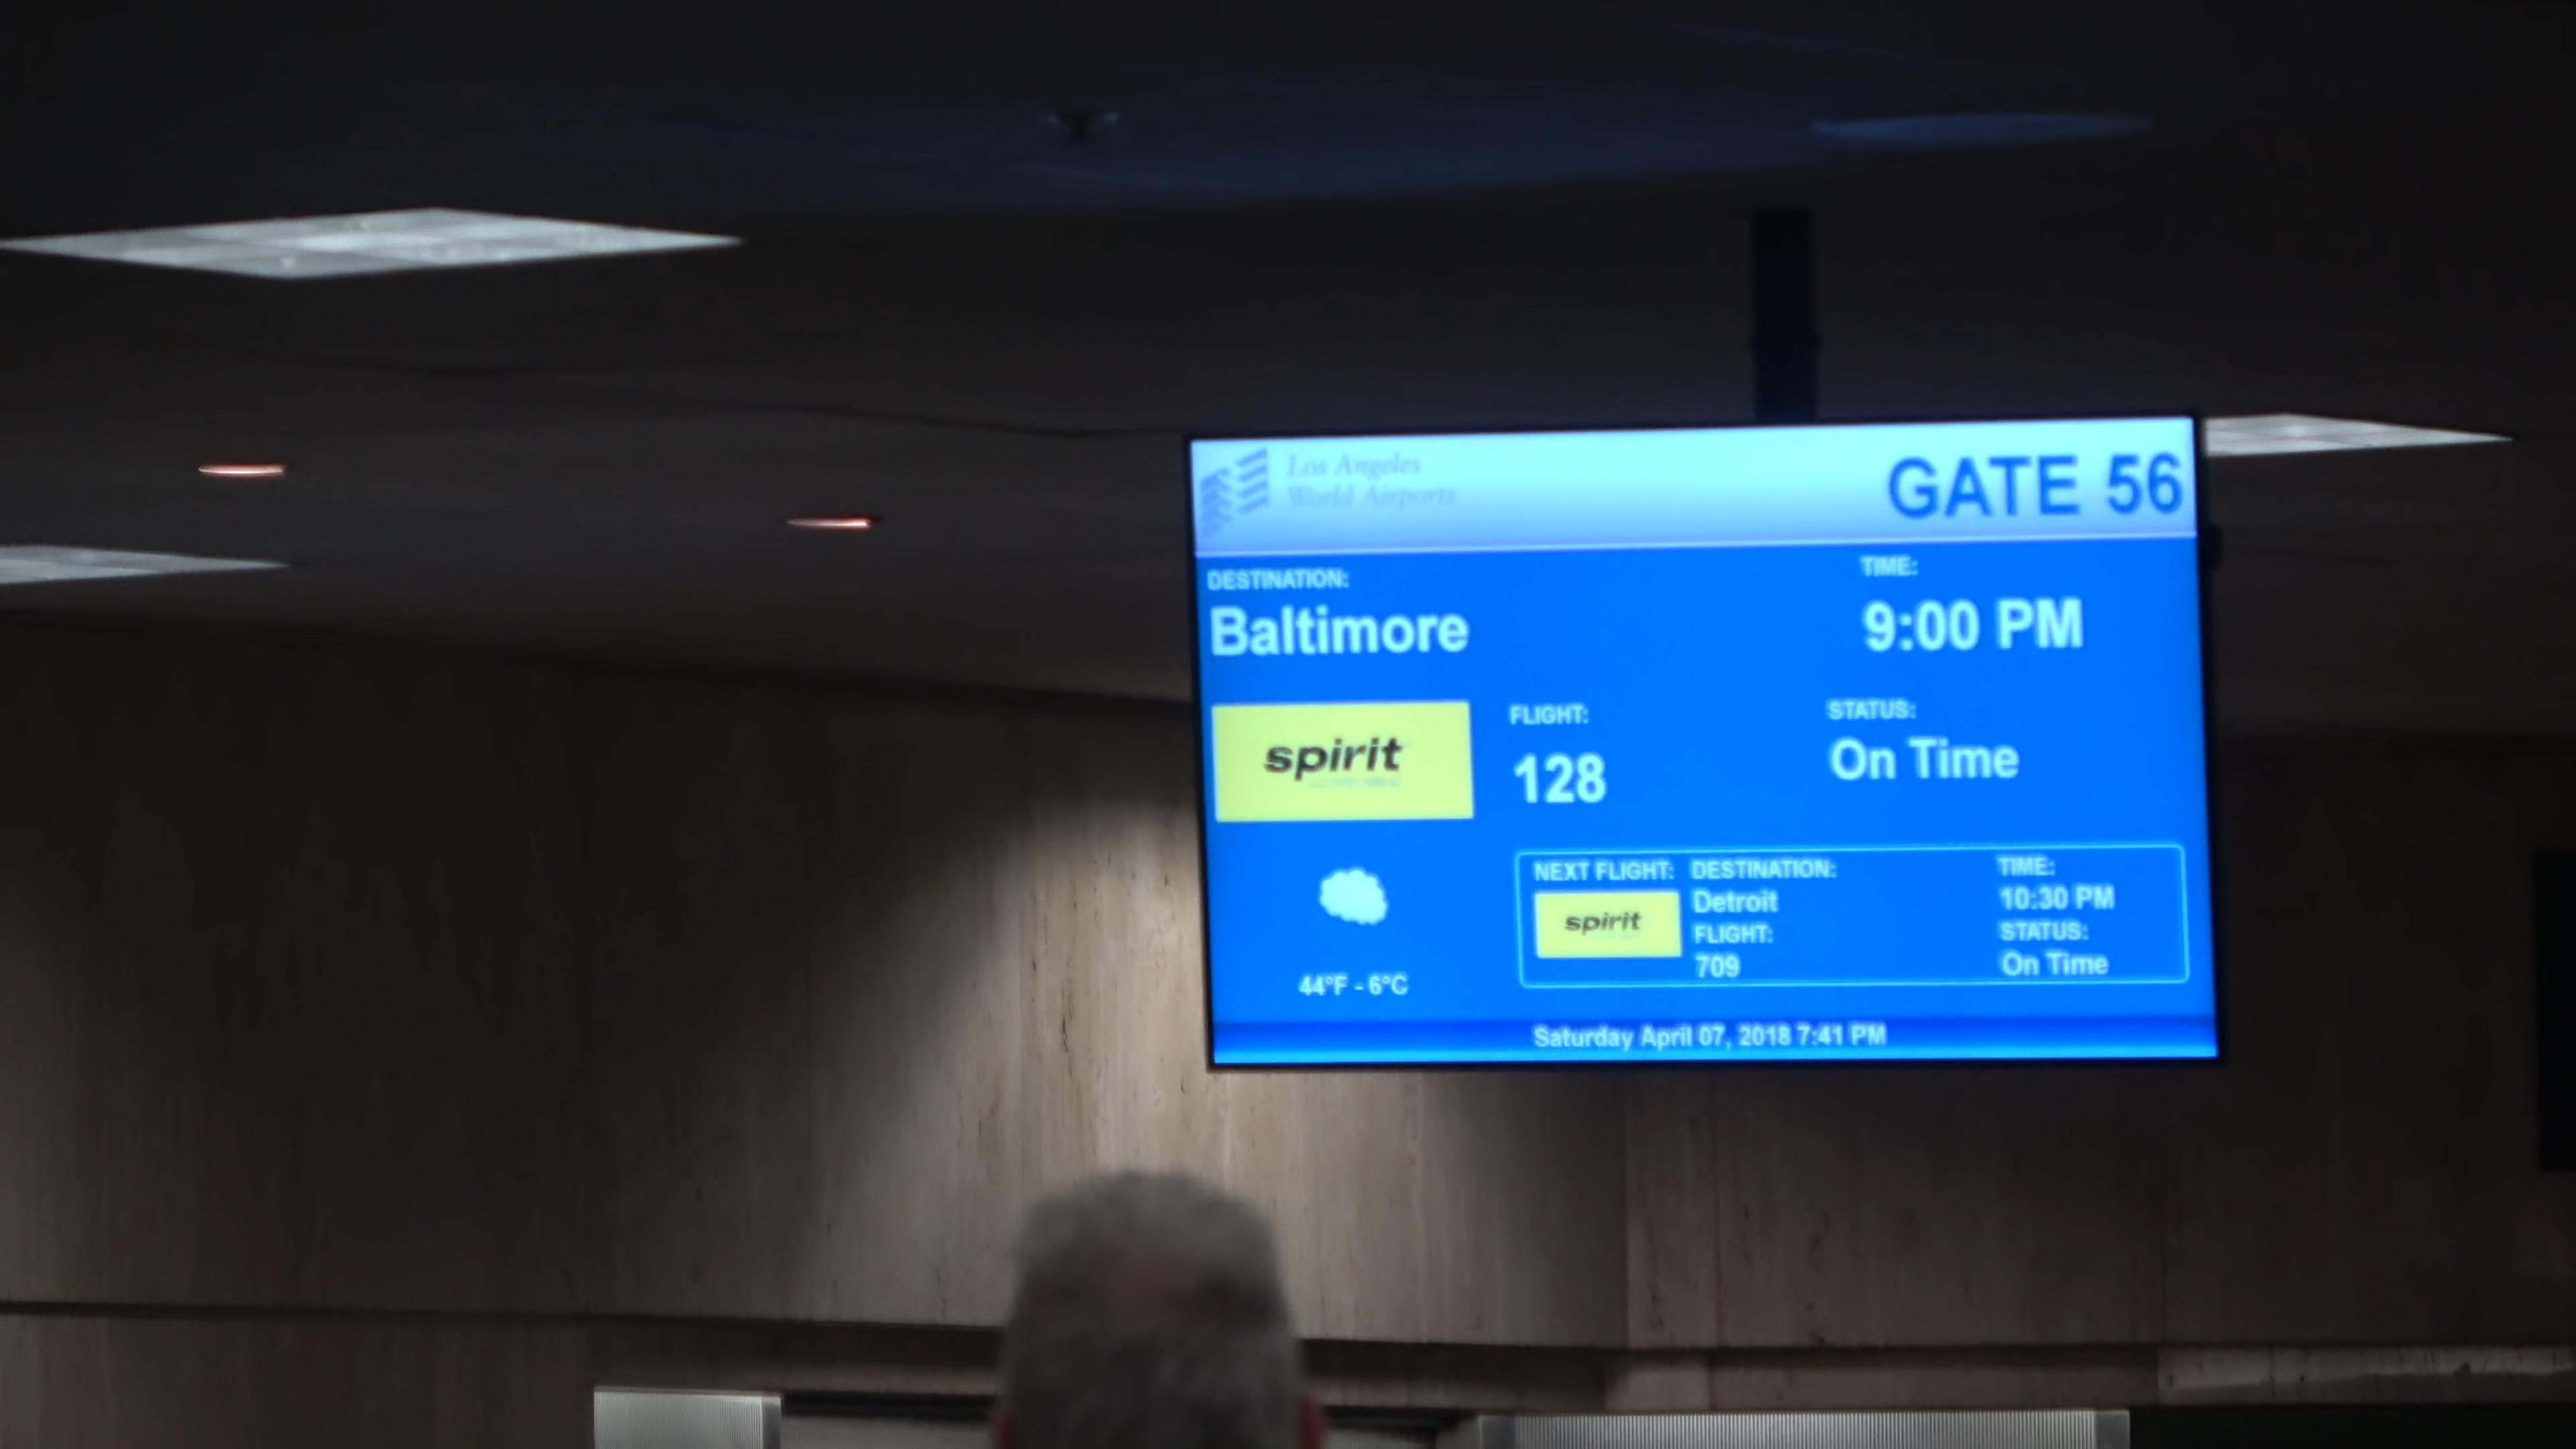 Los Angeles
World Airports
GATE 56
DESTINATION:
Baltimore
TIME:
9:00 PM
spirit
FLIGHT:
128
STATUS:
On Time
44°F - 6°C
NEXT FLIGHT:
spirit
DESTINATION:
Detroit
FLIGHT:
709
TIME:
10:30 PM
STATUS:
On Time
Saturday April 07, 2018 7:41 PM